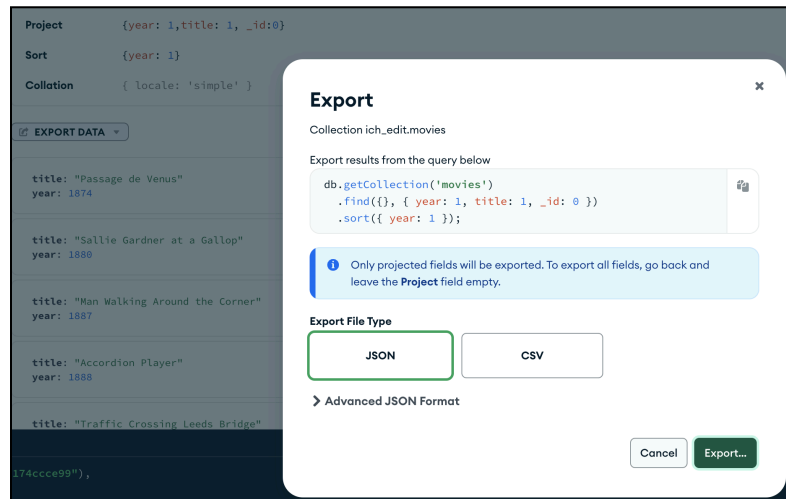 Project {year: 1,title: 1, _id:0}
Sort {year: 1}
Collation { locale: 'simple' }
EXPORT DATA
title: "Passage de Venus"
year: 1874
title: "Sallie Gardner at a Gallop"
year: 1880
title: "Man Walking Around the Corner"
year: 1887
title: "Accordion Player"
year: 1888
title: "Traffic Crossing Leeds Bridge"
174ccce99"),
Export
Collection ich_edit.movies
Export results from the query below
db.getCollection('movies')
.find({}, { year: 1, title: 1, _id: 0 })
.sort({ year: 1 });
Only projected fields will be exported. To export all fields, go back and
leave the Project field empty.
Export File Type
JSON CSV
Advanced JSON Format
Cancel Export...